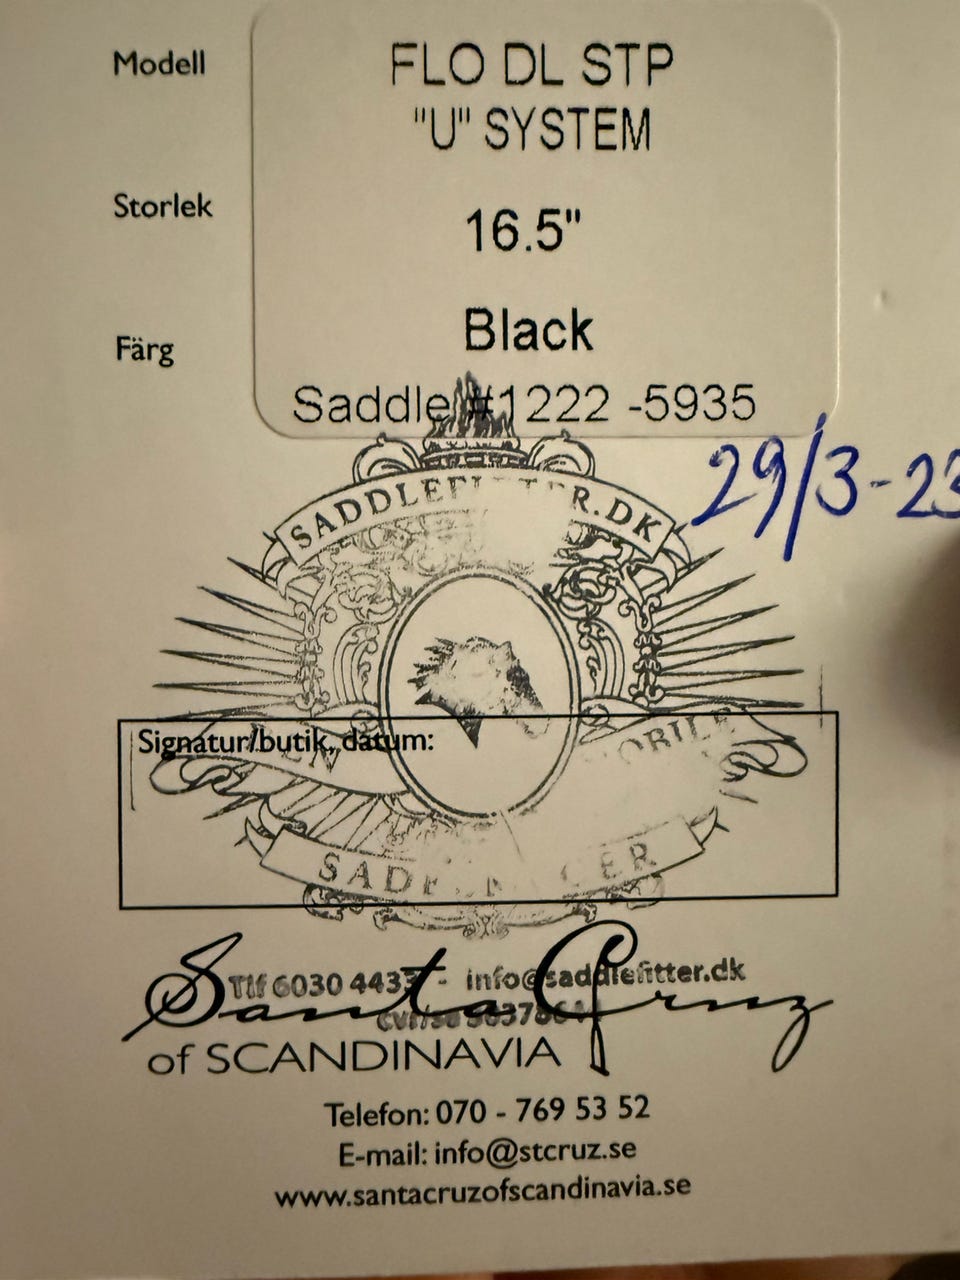 Modell
FLO DL STP
"U" SYSTEM
Storlek
16.5"
Färg
Black
Saddle #1222 -5935
29/3-23
SADDLEFITTER.DK
Signatur/butik, datum:
MOBILE
SADDLEFITTER
Tlf 6030 4433 - info@saddlefitter.dk
Santa Cruz
of SCANDINAVIA
Telefon: 070 - 769 53 52
E-mail: info@stcruz.se
www.santacruzofscandinavia.se